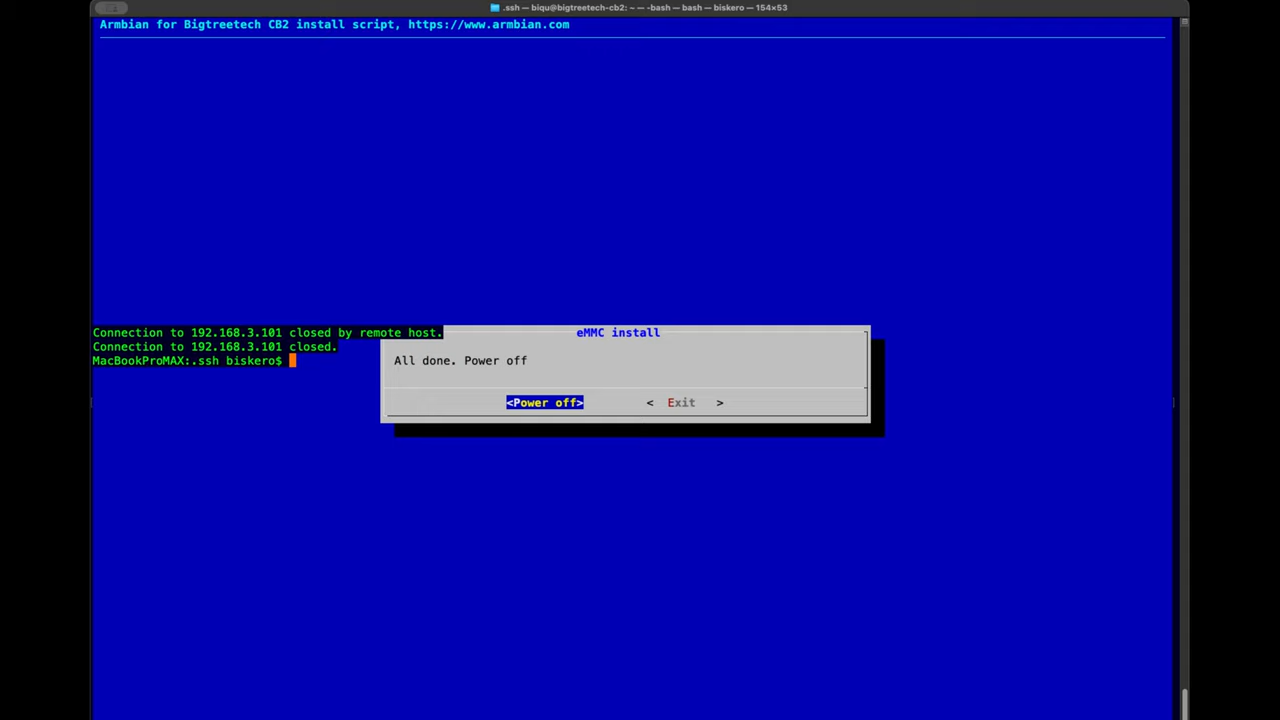 .ssh — biqu@bigtreetech-cb2: ~ — -bash — bash — biskero — 154×53
Armbian for Bigtreetech CB2 install script, https://www.armbian.com
Connection to 192.168.3.101 closed by remote host.
eMMC install
Connection to 192.168.3.101 closed.
MacBookProMAX:.ssh biskero$
All done. Power off
<Power off>
< Exit >